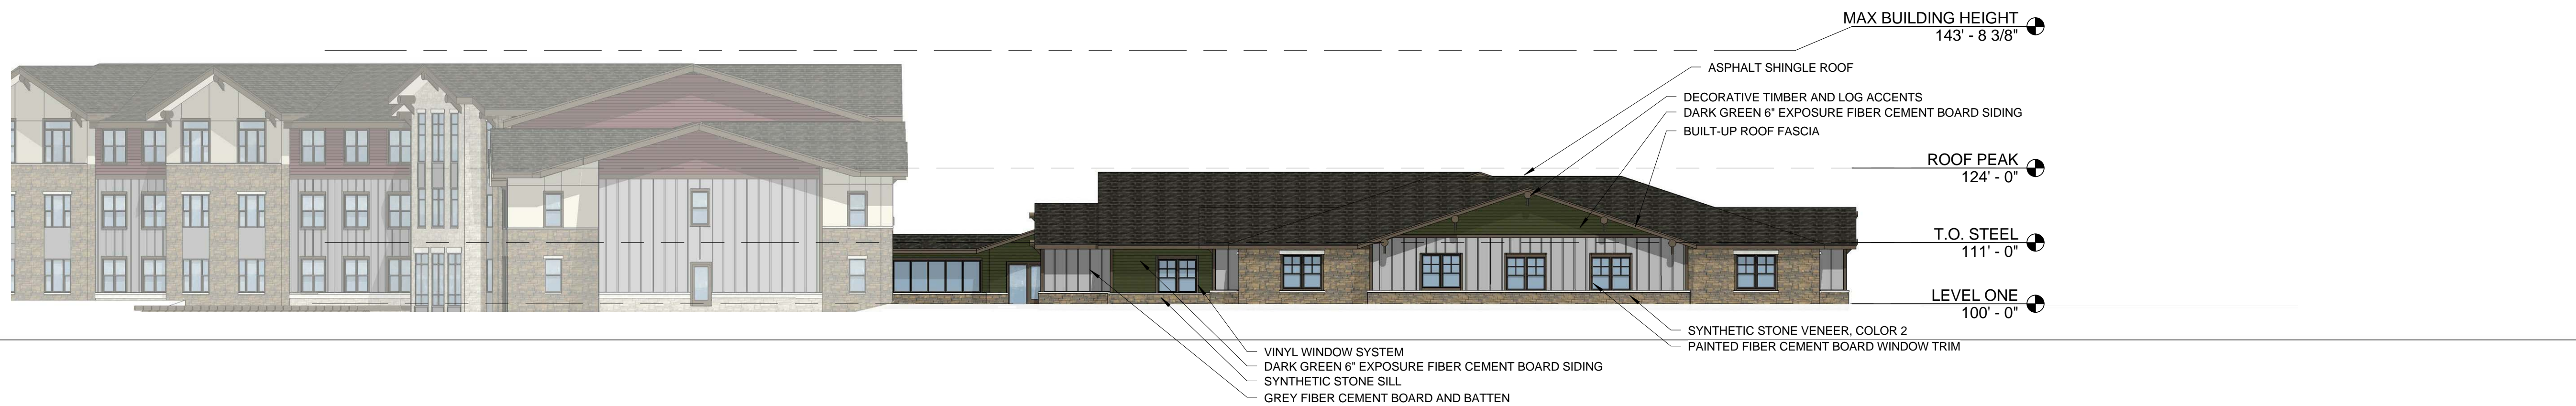 MAX BUILDING HEIGHT
143' - 8 3/8"
ASPHALT SHINGLE ROOF
DECORATIVE TIMBER AND LOG ACCENTS
DARK GREEN 6" EXPOSURE FIBER CEMENT BOARD SIDING
BUILT-UP ROOF FASCIA
ROOF PEAK
124' - 0"
T.O. STEEL
111' - 0"
LEVEL ONE
100' - 0"
SYNTHETIC STONE VENEER, COLOR 2
PAINTED FIBER CEMENT BOARD WINDOW TRIM
VINYL WINDOW SYSTEM
DARK GREEN 6" EXPOSURE FIBER CEMENT BOARD SIDING
SYNTHETIC STONE SILL
GREY FIBER CEMENT BOARD AND BATTEN